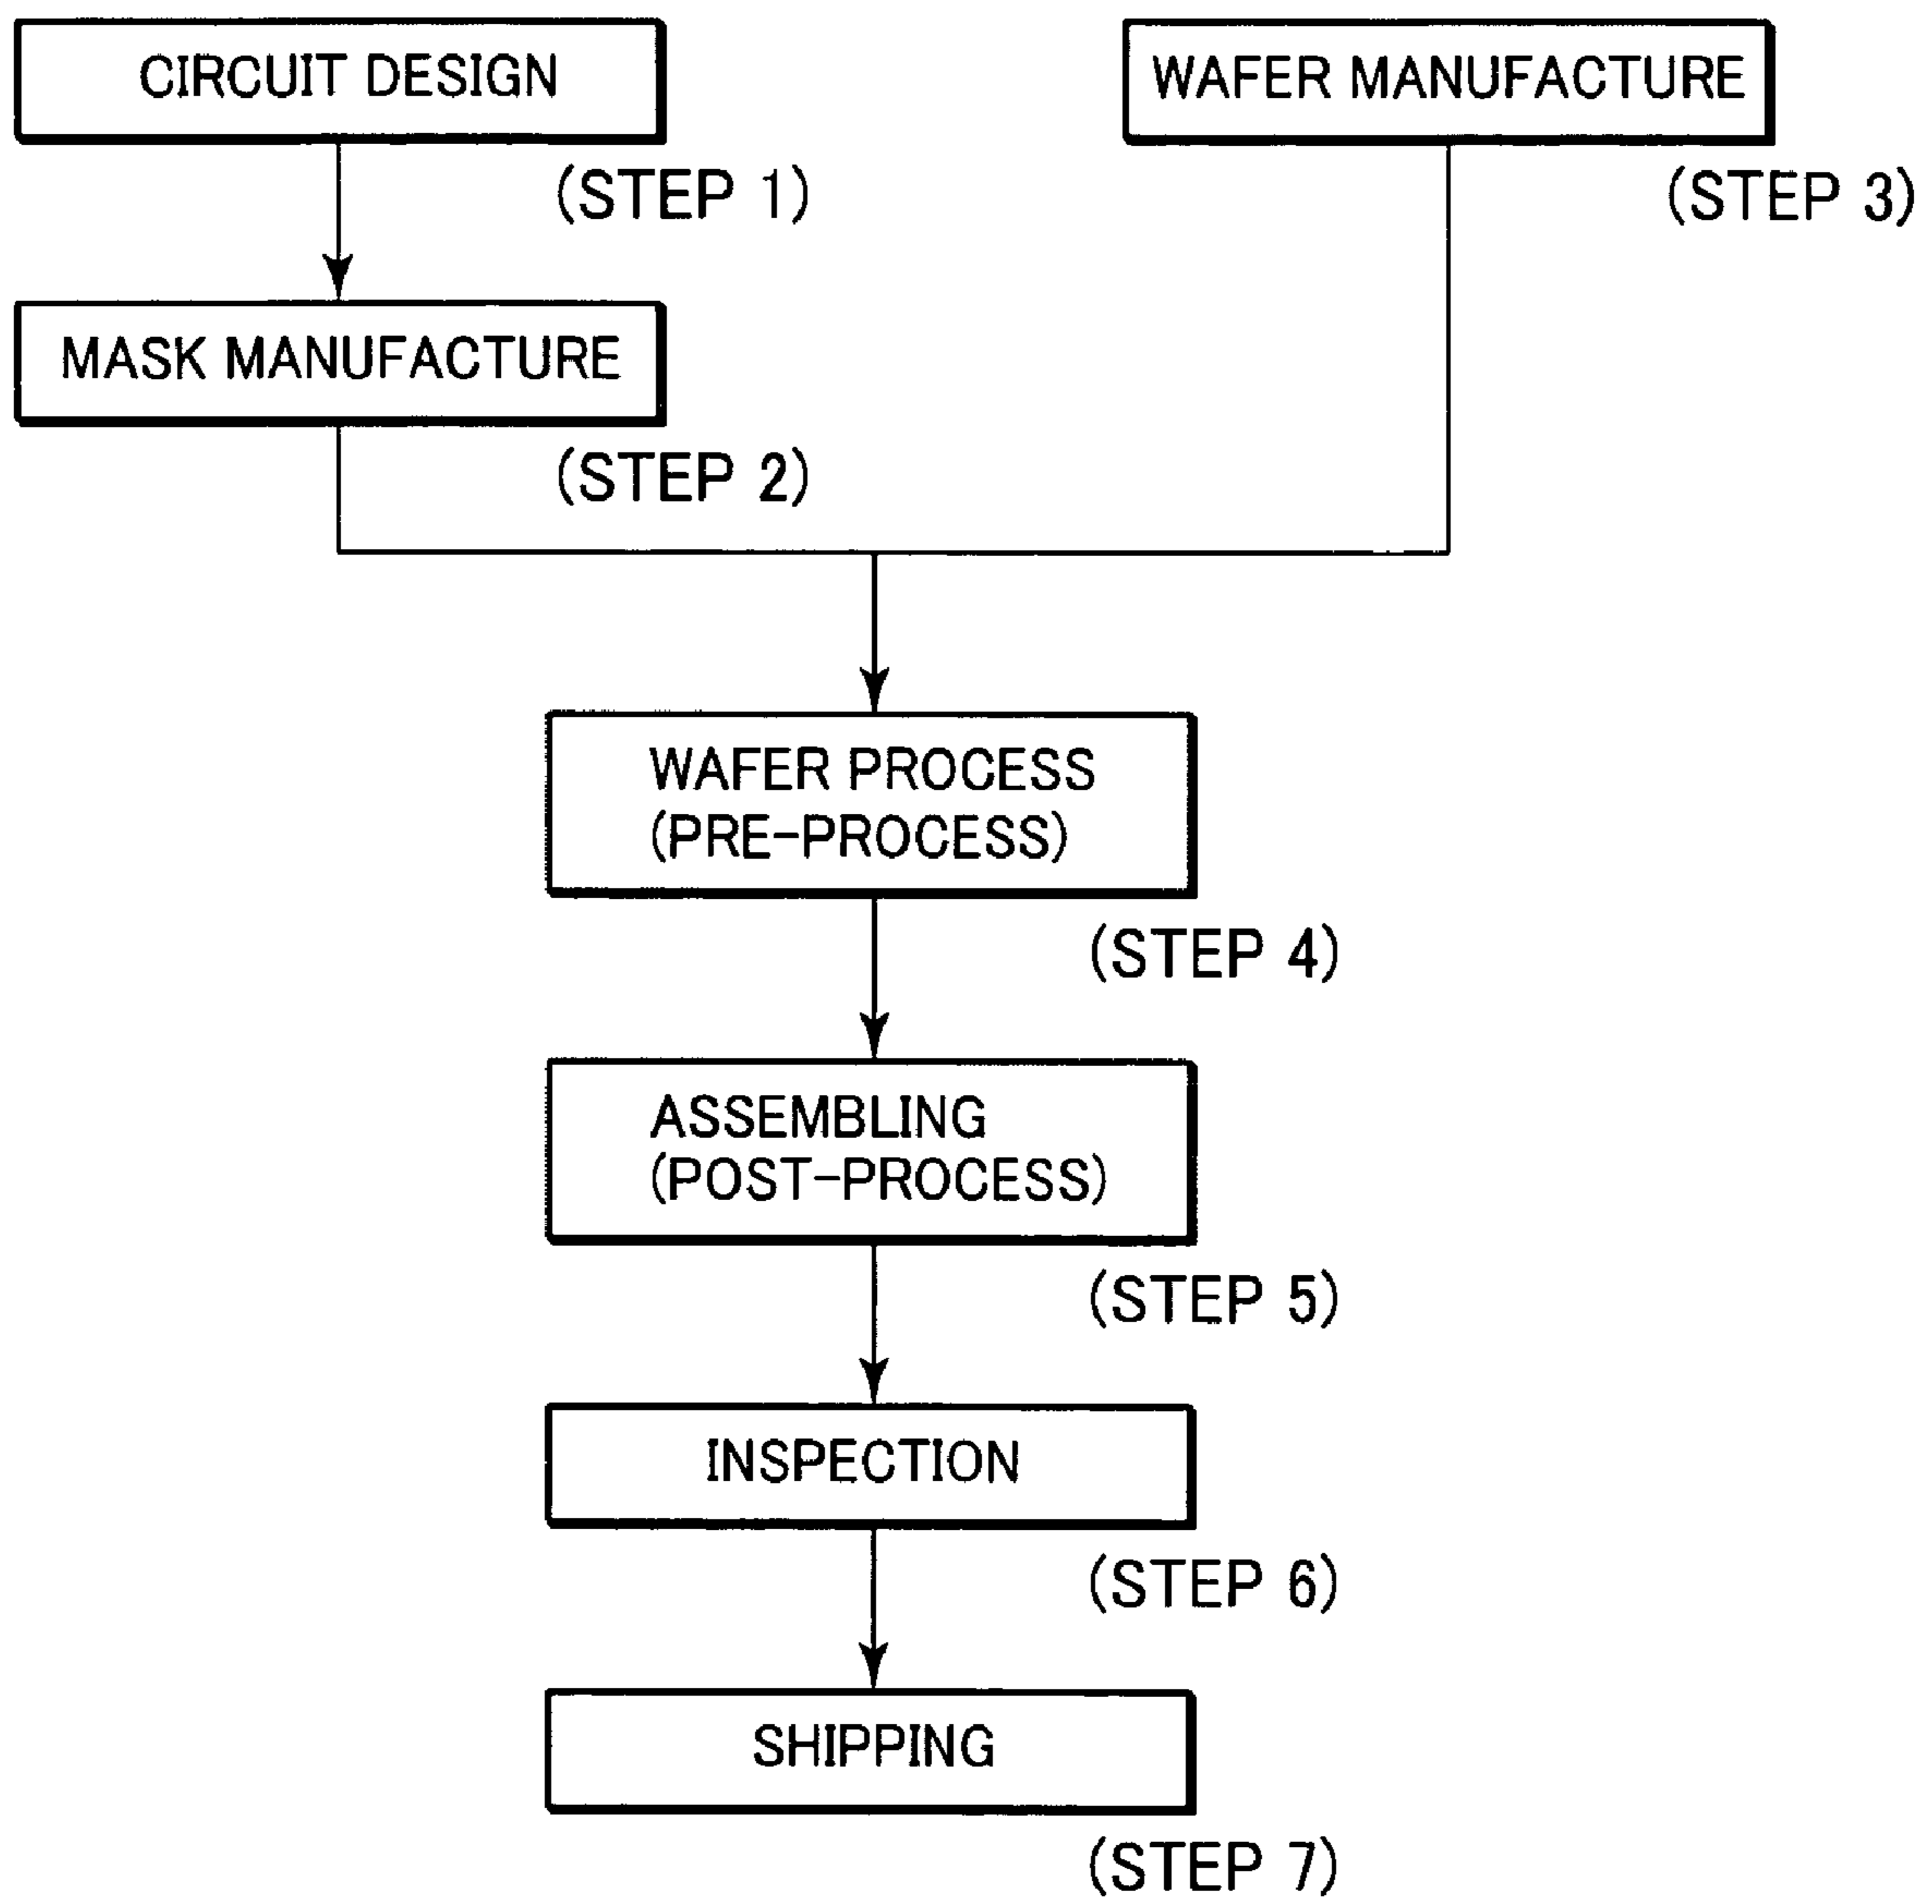 CIRCUIT DESIGN
(STEP 1)
WAFER MANUFACTURE
(STEP 3)
MASK MANUFACTURE
(STEP 2)
WAFER PROCESS
(PRE-PROCESS)
(STEP 4)
ASSEMBLING
(POST-PROCESS)
(STEP 5)
INSPECTION
(STEP 6)
SHIPPING
(STEP 7)